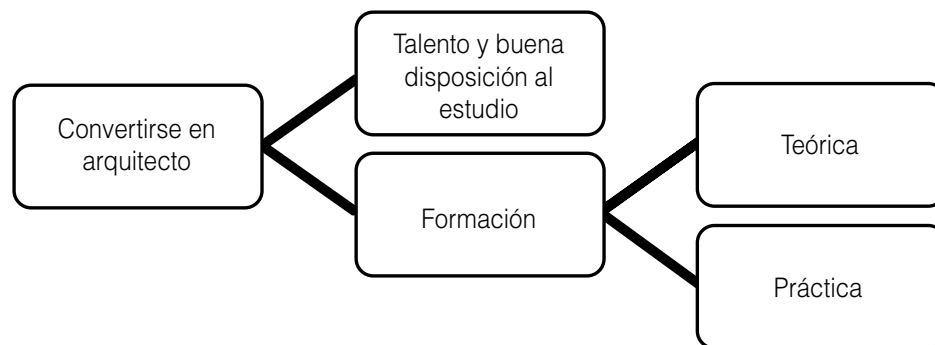 Convertirse en
arquitecto
Talento y buena
disposición al
estudio
Formación
Teórica
Práctica